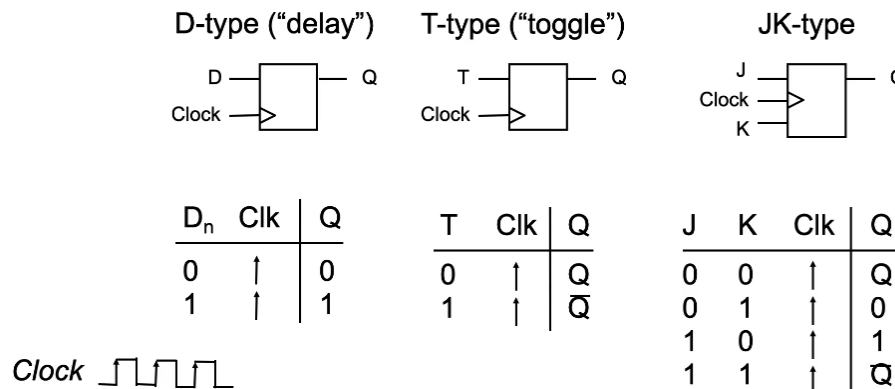 D-type (“delay”)
D
Q
Clock
Dₙ Clk Q
0 ↑ 0
1 ↑ 1
T-type (“toggle”)
T
Q
Clock
T Clk Q
0 ↑ Q
1 ↑ Q̅
JK-type
J
Clock
K
J K Clk Q
0 0 ↑ Q
0 1 ↑ 0
1 0 ↑ 1
1 1 ↑ Q̅
Clock